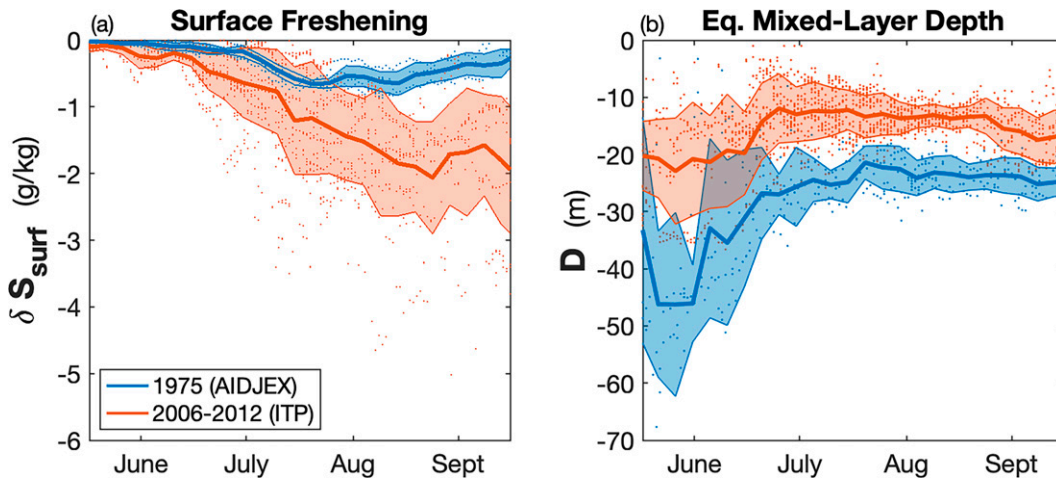 (a) Surface Freshening
0
-1
-2
-3
-4
-5
-6
δ S_surf (g/kg)
1975 (AIDJEX)
2006-2012 (ITP)
June July Aug Sept
(b) Eq. Mixed-Layer Depth
0
-10
-20
-30
-40
-50
-60
-70
D (m)
June July Aug Sept